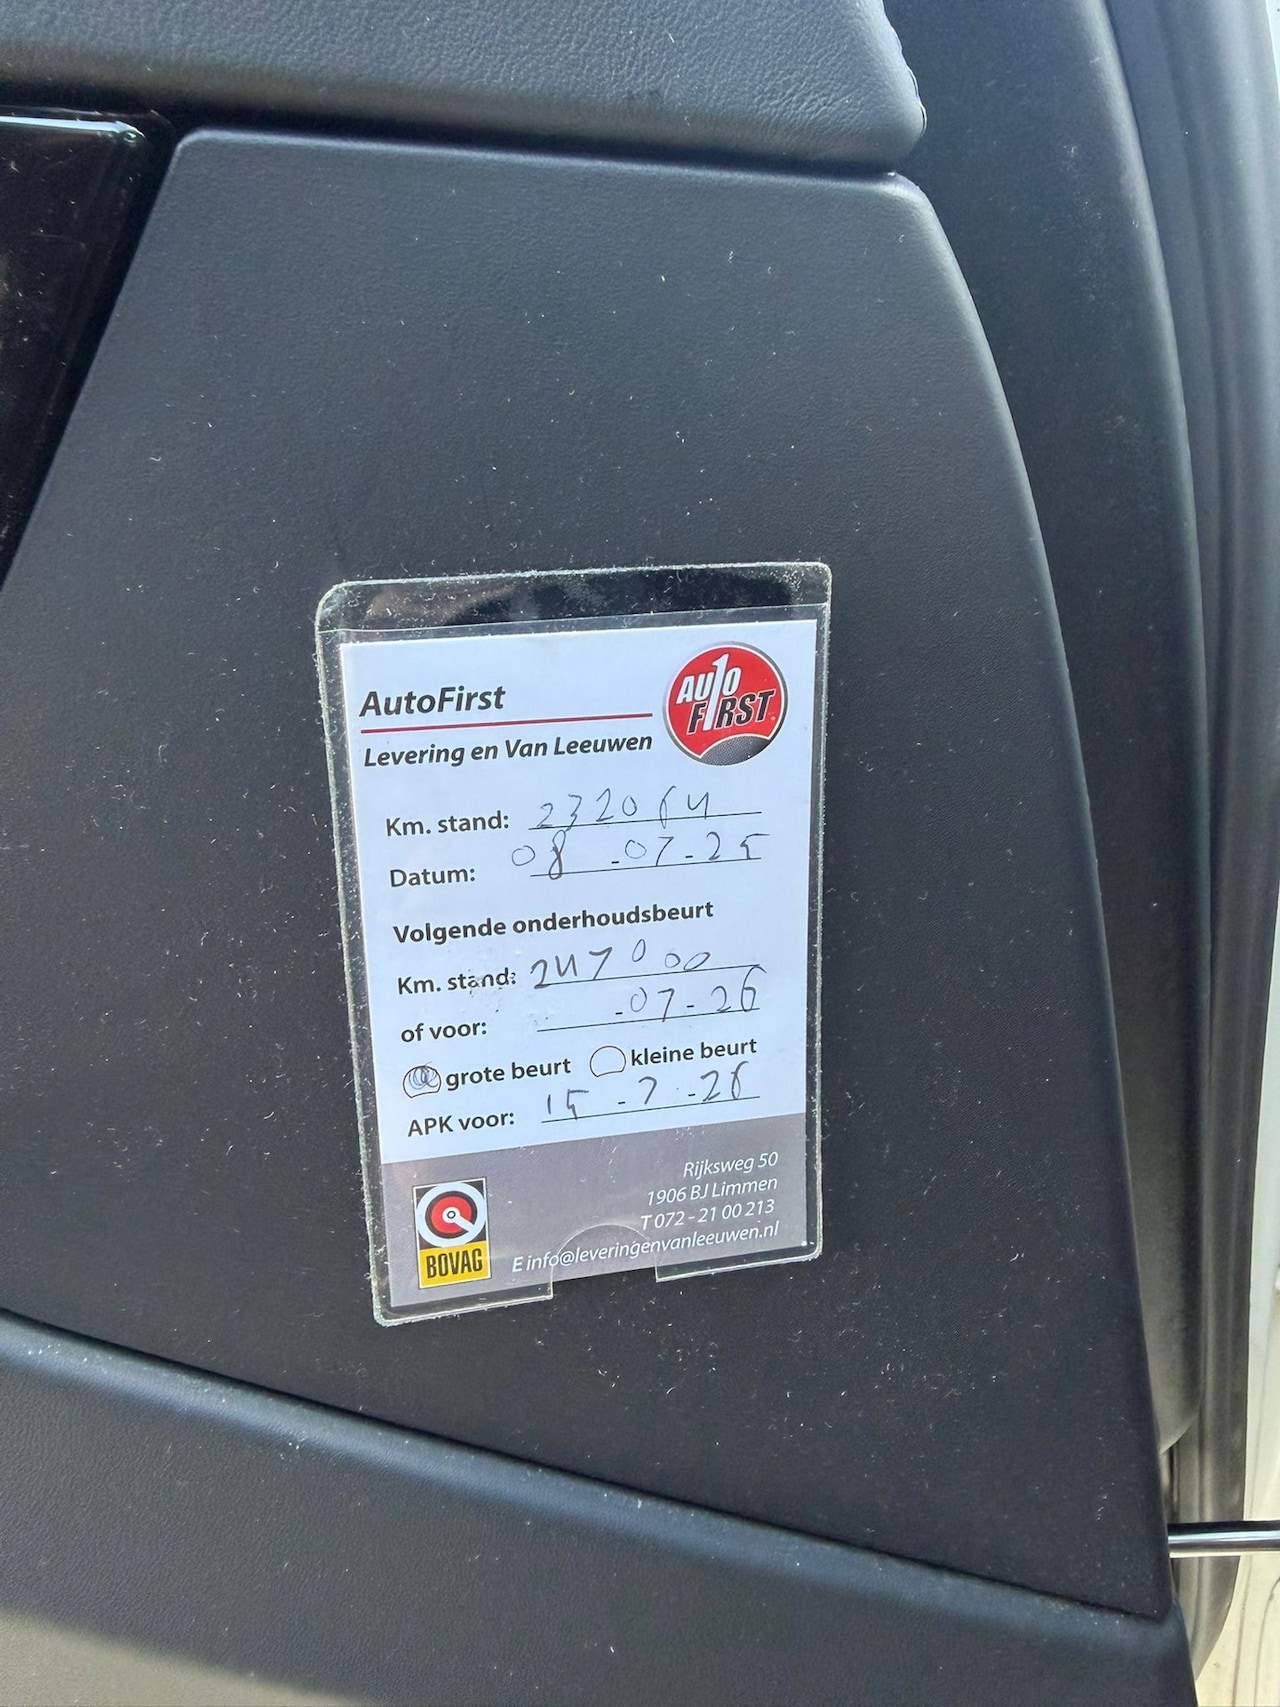 AutoFirst
AUTO
FIRST
Levering en Van Leeuwen
Km. stand: 232064
Datum: 08-07-25
Volgende onderhoudsbeurt
Km. stand: 247000
of voor: -07-26
grote beurt kleine beurt
APK voor: 15-7-26
Rijksweg 50
1906 BJ Limmen
T 072 - 21 00 213
E info@leveringenvanleeuwen.nl
BOVAG